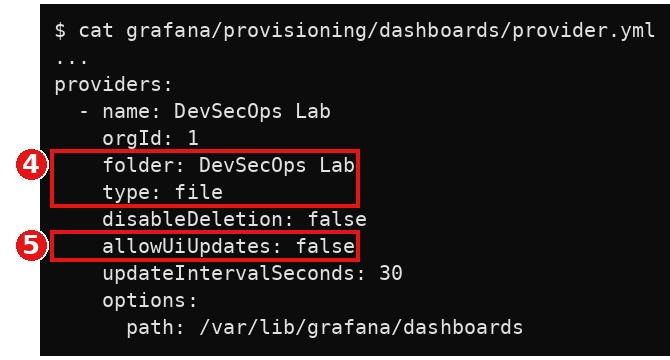 $ cat grafana/provisioning/dashboards/provider.yml
...
providers:
  - name: DevSecOps Lab
    orgId: 1
4 folder: DevSecOps Lab
    type: file
    disableDeletion: false
5 allowUiUpdates: false
    updateIntervalSeconds: 30
    options:
      path: /var/lib/grafana/dashboards